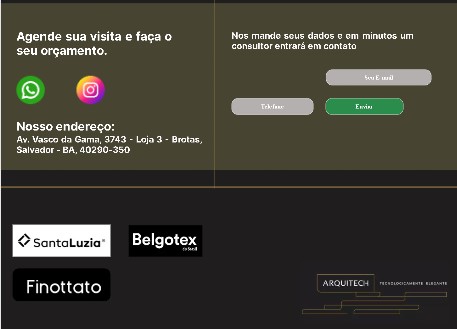 Agende sua visita e faça o
seu orçamento.
Nosso endereço:
Av. Vasco da Gama, 3743 - Loja 3 - Brotas,
Salvador - BA, 40290-350
Nos mande seus dados e em minutos um
consultor entrará em contato
Seu E-mail
Telefone
Enviar
SantaLuzia
Belgotex
do Brasil
Finottato
ARQUITECH
TECNOLOGICAMENTE ELEGANTE